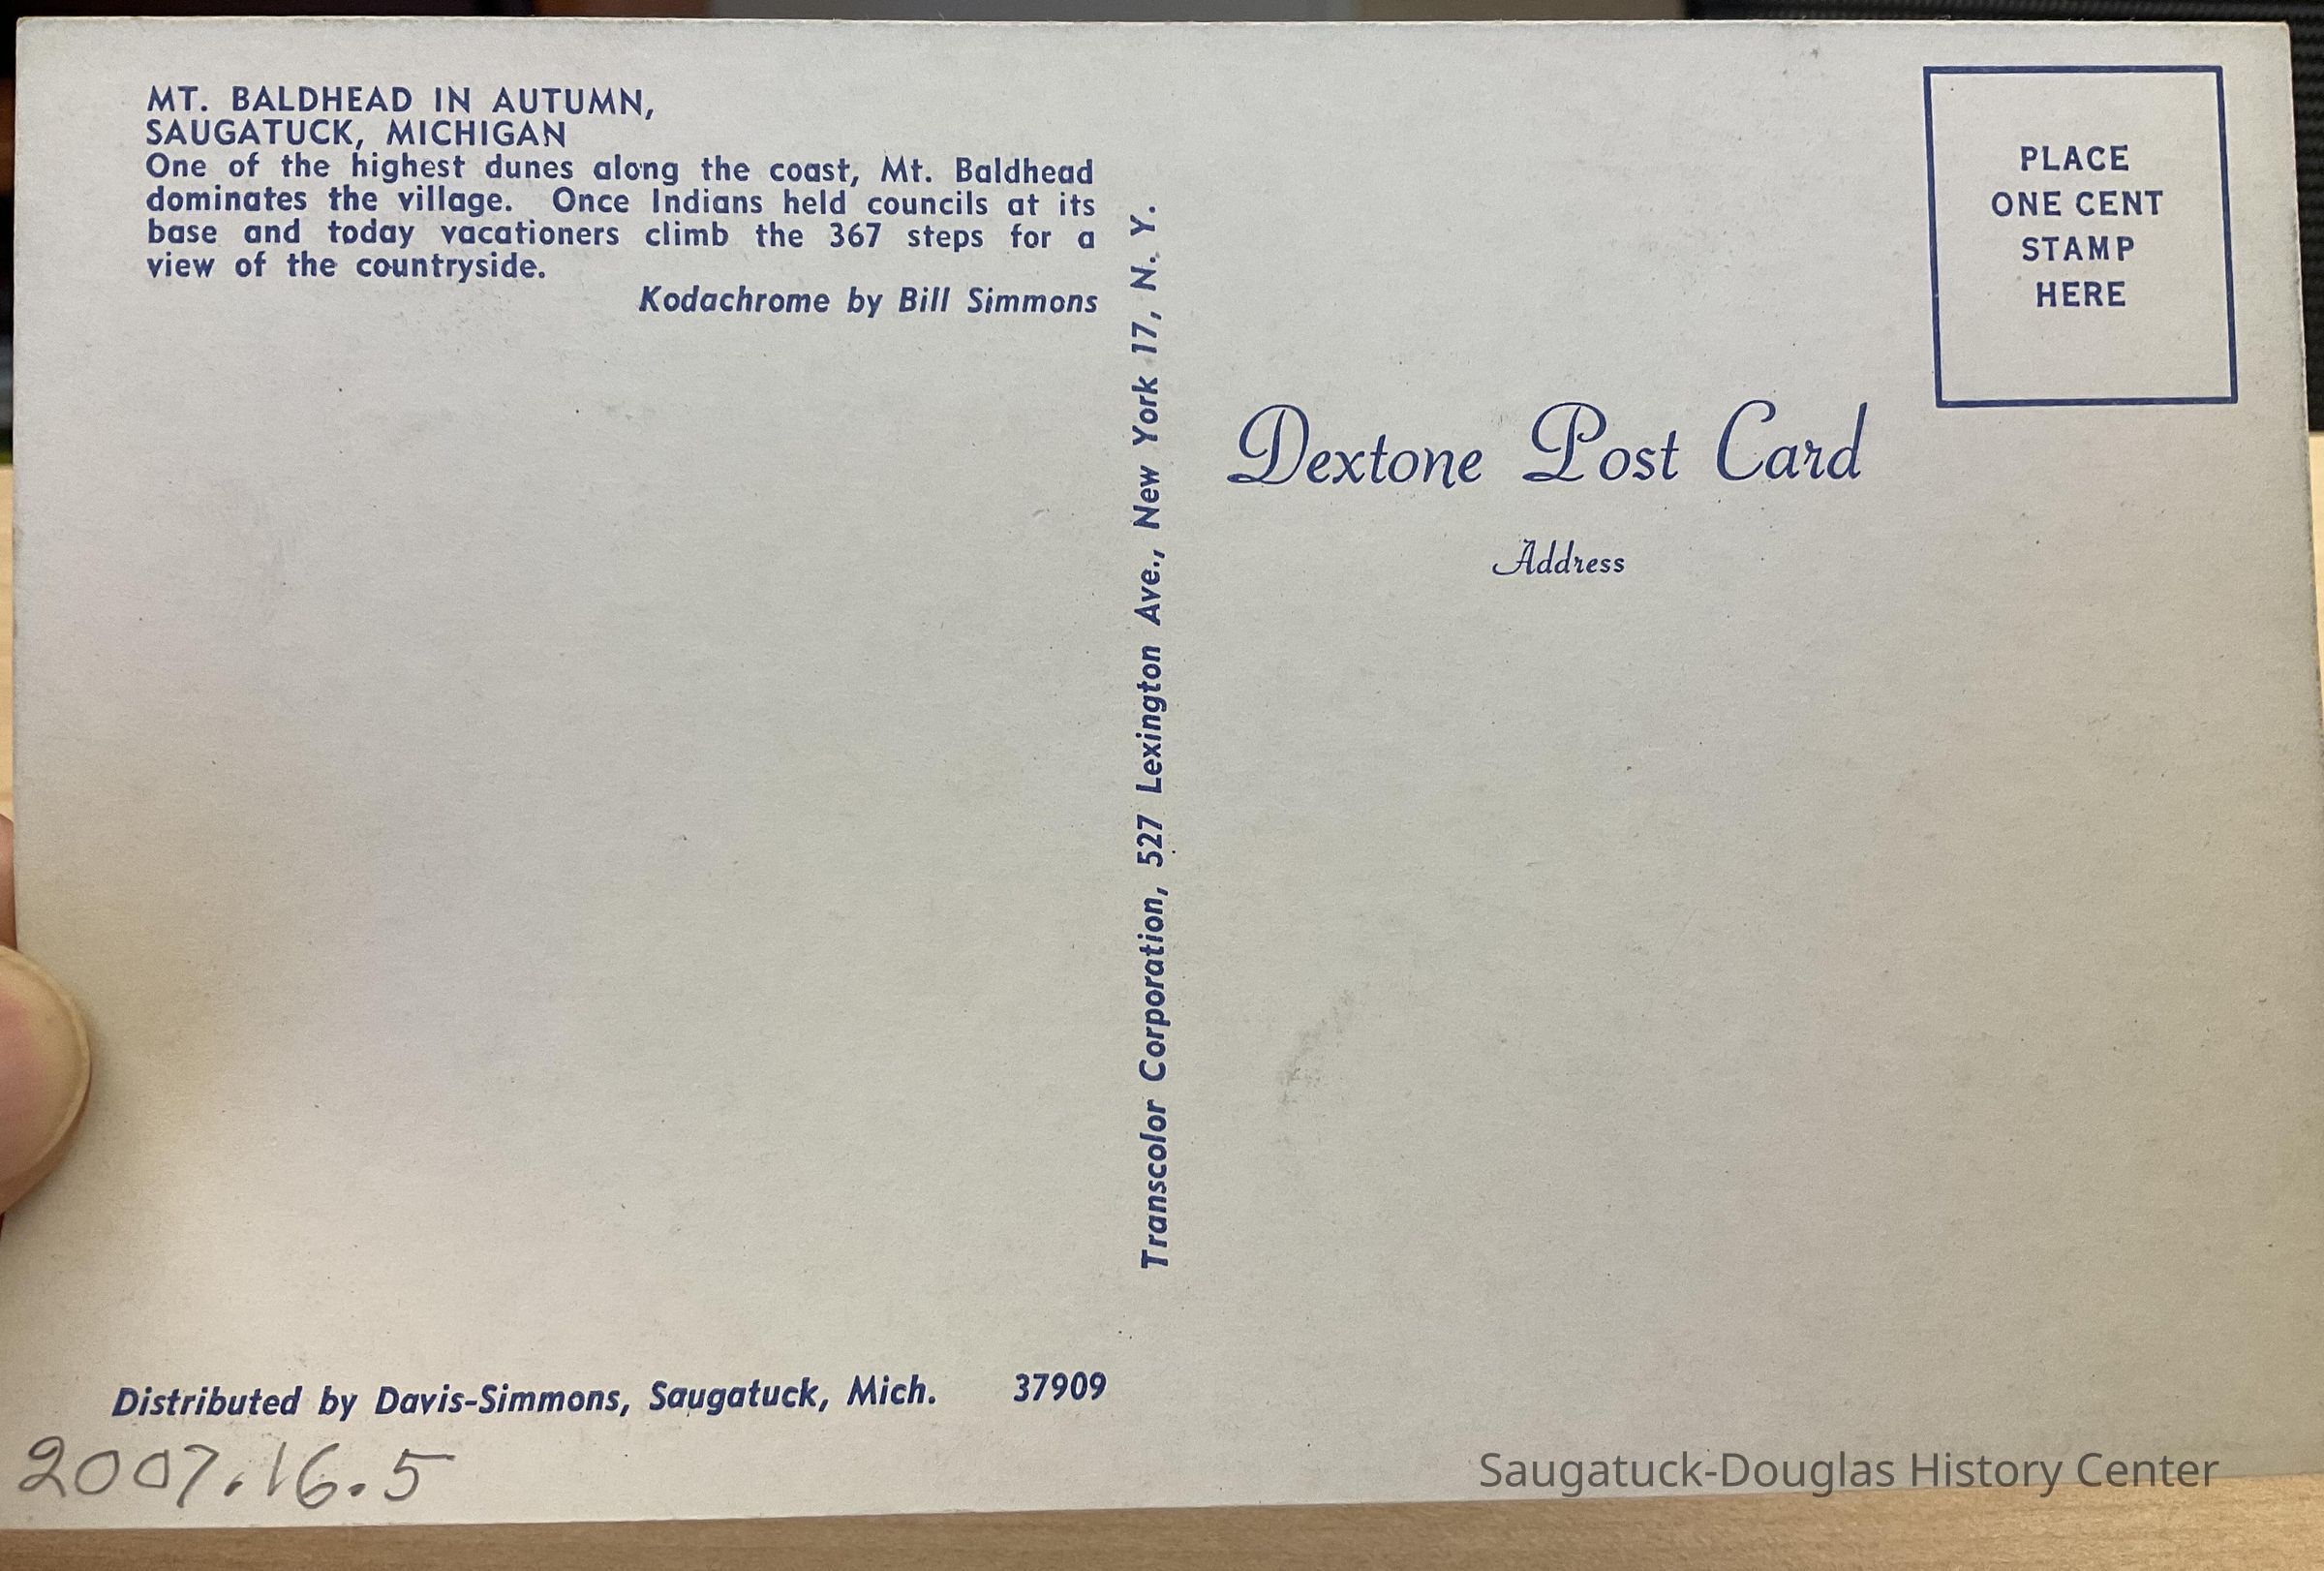 MT. BALDHEAD IN AUTUMN,
SAUGATUCK, MICHIGAN
One of the highest dunes along the coast, Mt. Baldhead
dominates the village. Once Indians held councils at its
base and today vacationers climb the 367 steps for a
view of the countryside.
Kodachrome by Bill Simmons
Distributed by Davis-Simmons, Saugatuck, Mich. 37909
2007.16.5
Transcolor Corporation, 527 Lexington Ave., New York 17, N. Y.
PLACE
ONE CENT
STAMP
HERE
Dextone Post Card
Address
Saugatuck-Douglas History Center